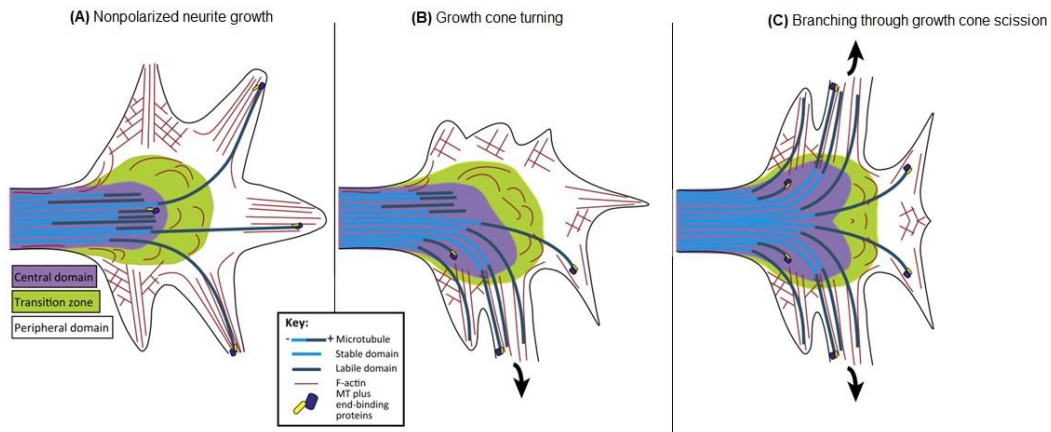 (A) Nonpolarized neurite growth
(B) Growth cone turning
(C) Branching through growth cone scission
Central domain
Transition zone
Peripheral domain
Key:
- + Microtubule
Stable domain
Labile domain
F-actin
MT plus
end-binding
proteins